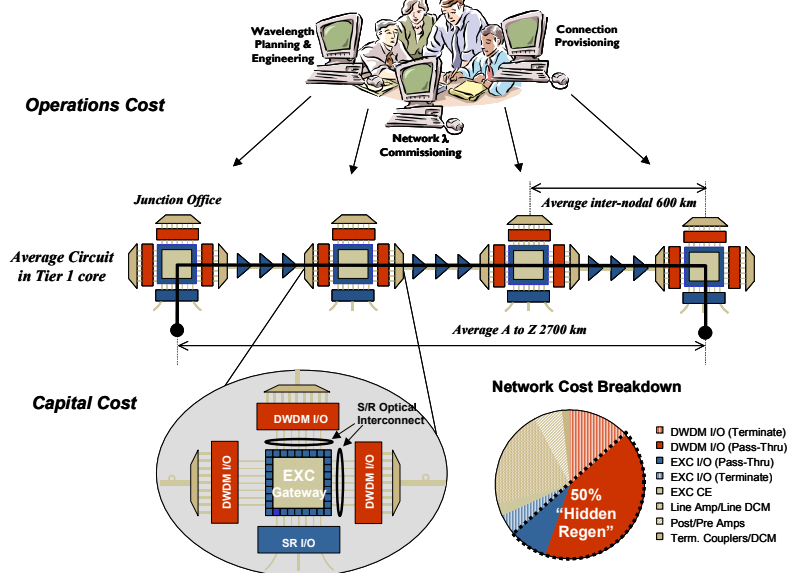 Wavelength
Planning &
Engineering
Connection
Provisioning
Operations Cost
Network λ
Commissioning
Junction Office
Average inter-nodal 600 km
Average Circuit
in Tier 1 core
Average A to Z 2700 km
Capital Cost
Network Cost Breakdown
S/R Optical
Interconnect
DWDM I/O
DWDM I/O
EXC
Gateway
DWDM I/O
SR I/O
50%
“Hidden
Regen”
DWDM I/O (Terminate)
DWDM I/O (Pass-Thru)
EXC I/O (Pass-Thru)
EXC I/O (Terminate)
EXC CE
Line Amp/Line DCM
Post/Pre Amps
Term. Couplers/DCM